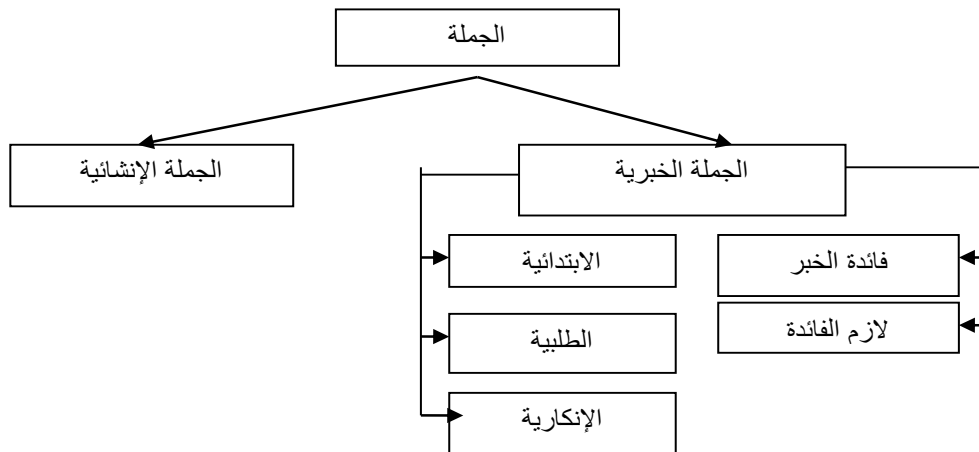 الجملة
الجملة الخبرية
الجملة الإنشائية
فائدة الخبر
الابتدائية
لازم الفائدة
الطلبية
الإنكارية